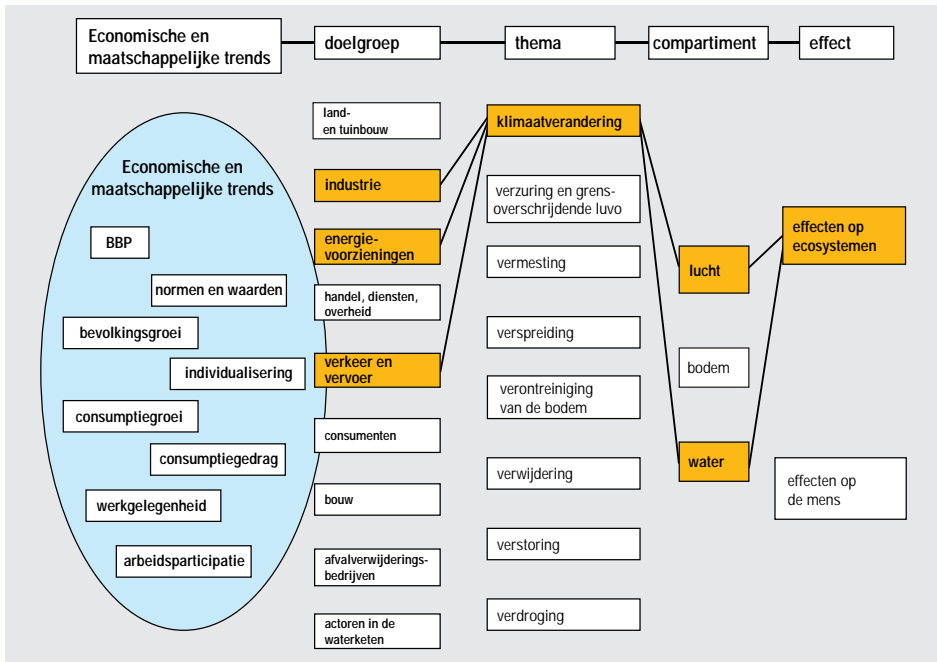 Economische en
maatschappelijke trends
doelgroep
thema
compartiment
effect
Economische en
maatschappelijke trends
BBP
normen en waarden
bevolkingsgroei
individualisering
consumptiegroei
consumptiegedrag
werkgelegenheid
arbeidsparticipatie
land-
en tuinbouw
industrie
energie-
voorzieningen
handel, diensten,
overheid
verkeer en
vervoer
consumenten
bouw
afvalverwijderings-
bedrijven
actoren in de
waterketen
klimaatverandering
verzuring en grens-
overschrijdende luvo
vermesting
verspreiding
verontreiniging
van de bodem
verwijdering
verstoring
verdroging
lucht
bodem
water
effecten op
ecosystemen
effecten op
de mens